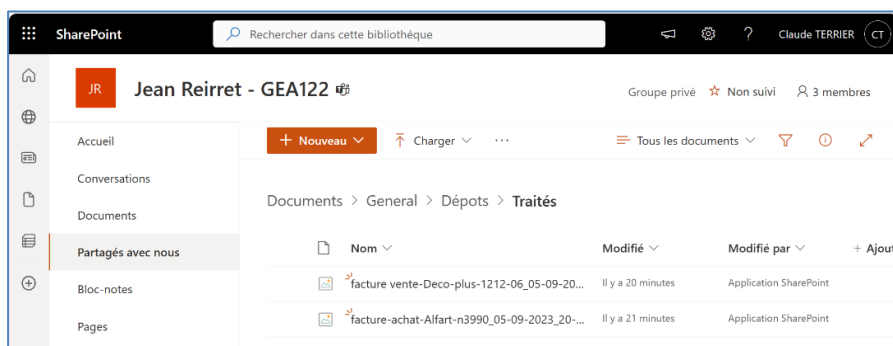 SharePoint
Rechercher dans cette bibliothèque
?
Claude TERRIER
CT
JR
Jean Reirret - GEA122
Groupe privé
Non suivi
3 membres
Accueil
Conversations
Documents
Partagés avec nous
Bloc-notes
Pages
+ Nouveau
Charger
...
Tous les documents
Documents > General > Dépots > Traités
Nom
Modifié
Modifié par
+ Ajout
facture vente-Deco-plus-1212-06_05-09-20...
Il y a 20 minutes
Application SharePoint
facture-achat-Alfart-n3990_05-09-2023_20-...
Il y a 21 minutes
Application SharePoint